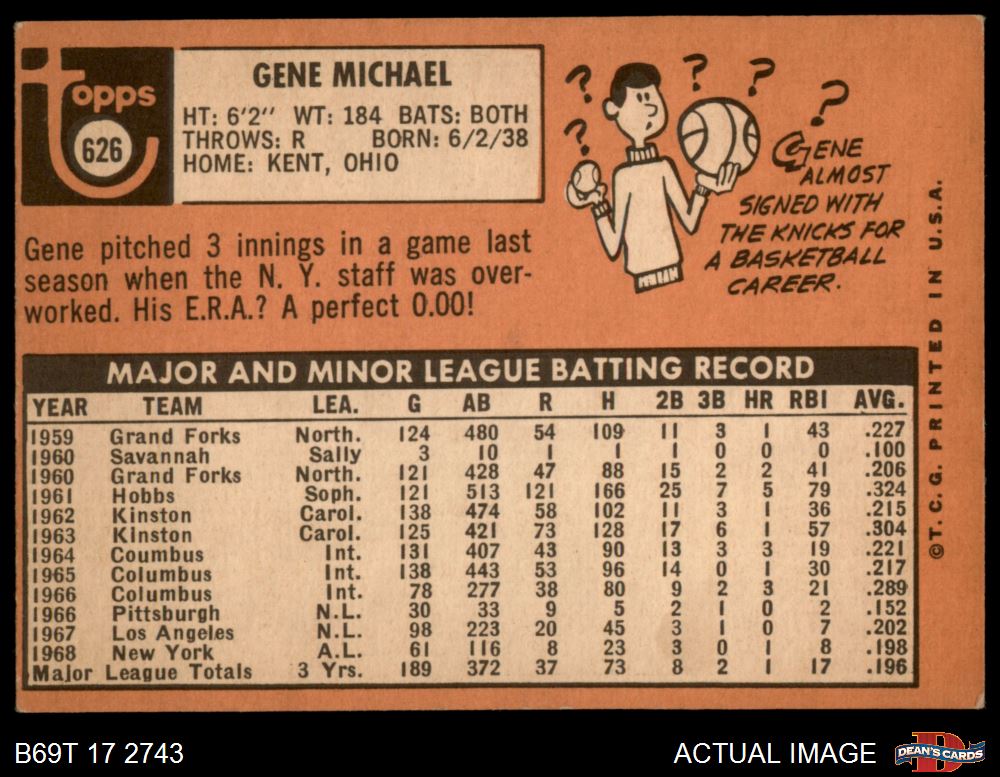 topps
626
GENE MICHAEL
HT: 6'2" WT: 184 BATS: BOTH
THROWS: R BORN: 6/2/38
HOME: KENT, OHIO
Gene pitched 3 innings in a game last
season when the N. Y. staff was over-
worked. His E.R.A.? A perfect 0.00!
? ? ? ? ?
GENE
ALMOST
SIGNED WITH
THE KNICKS FOR
A BASKETBALL
CAREER.
MAJOR AND MINOR LEAGUE BATTING RECORD
YEAR TEAM LEA. G AB R H 2B 3B HR RBI AVG.
1959 Grand Forks North. 124 480 54 109 11 3 1 43 .227
1960 Savannah Sally 3 10 1 1 1 0 0 0 .100
1960 Grand Forks North. 121 428 47 88 15 2 2 41 .206
1961 Hobbs Soph. 121 513 121 166 25 7 5 79 .324
1962 Kinston Carol. 138 474 58 102 11 3 1 36 .215
1963 KInston Carol. 125 421 73 128 17 6 1 57 .304
1964 Coumbus Int. 131 407 43 90 13 3 3 19 .221
1965 Columbus Int. 138 443 53 96 14 0 1 30 .217
1966 Columbus Int. 78 277 38 80 9 2 3 21 .289
1966 Pittsburgh N.L. 30 33 9 5 2 1 0 2 .152
1967 Los Angeles N.L. 98 223 20 45 3 1 0 7 .202
1968 New York A.L. 61 116 8 23 3 0 1 8 .198
Major League Totals 3 Yrs. 189 372 37 73 8 2 1 17 .196
©T.C.G. PRINTED IN U.S.A.
B69T 17 2743
ACTUAL IMAGE
D
DEAN'S CARDS